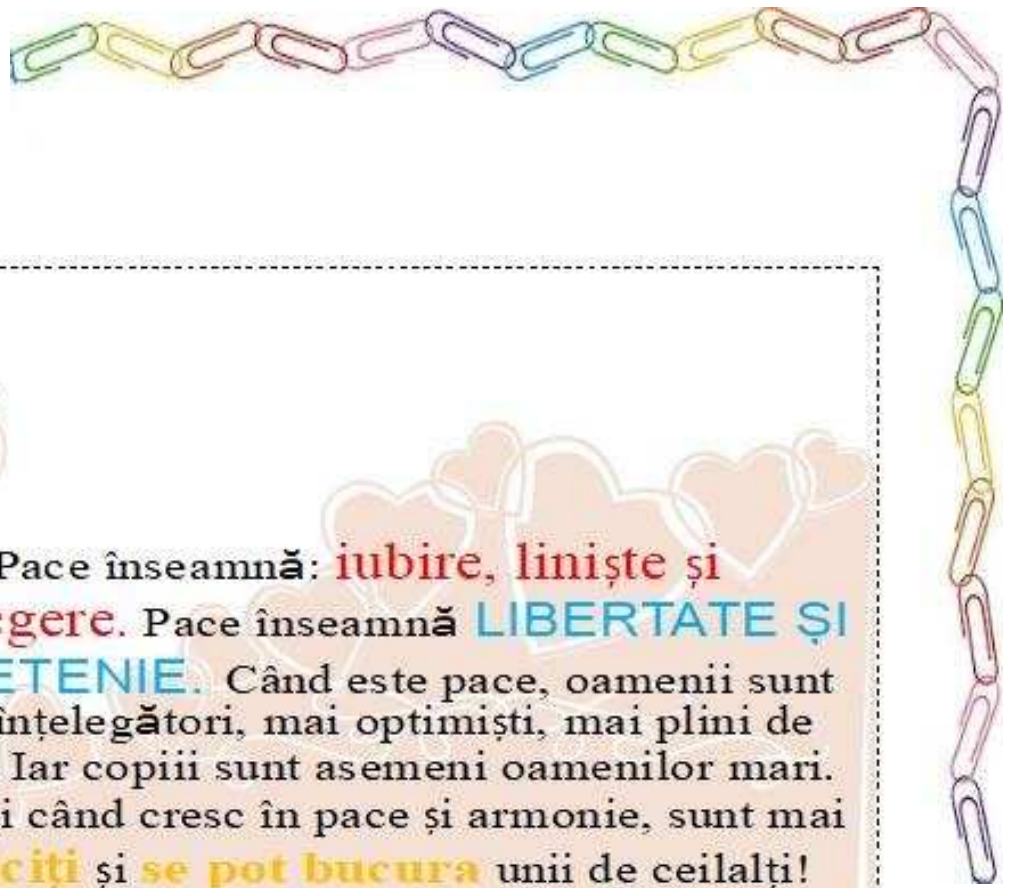 Pace înseamnă: iubire, liniște și
gere. Pace înseamnă LIBERTATE ȘI
ETENIE. Când este pace, oamenii sunt
înțelegători, mai optimiști, mai plini de
Iar copiii sunt asemeni oamenilor mari.
i când cresc în pace și armonie, sunt mai
ciți și se pot bucura unii de ceilalți!